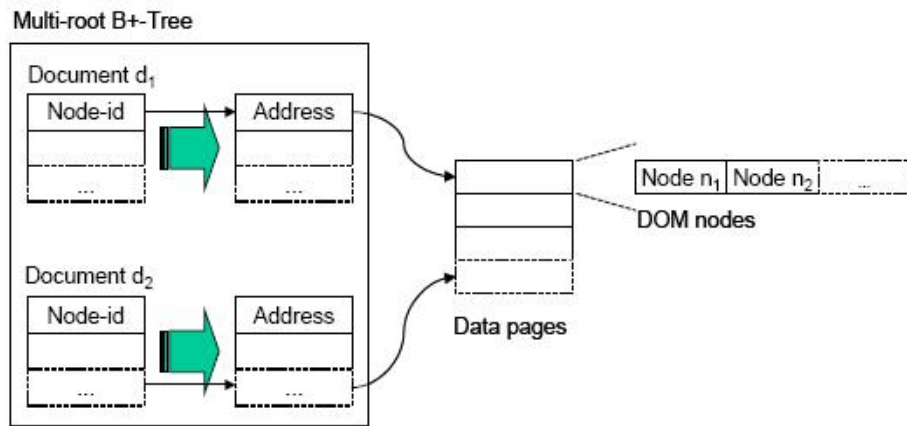 Multi-root B+-Tree
Document d₁
Node-id Address
... ...
Document d₂
Node-id Address
... ...
Data pages
Node n₁ Node n₂ ...
DOM nodes